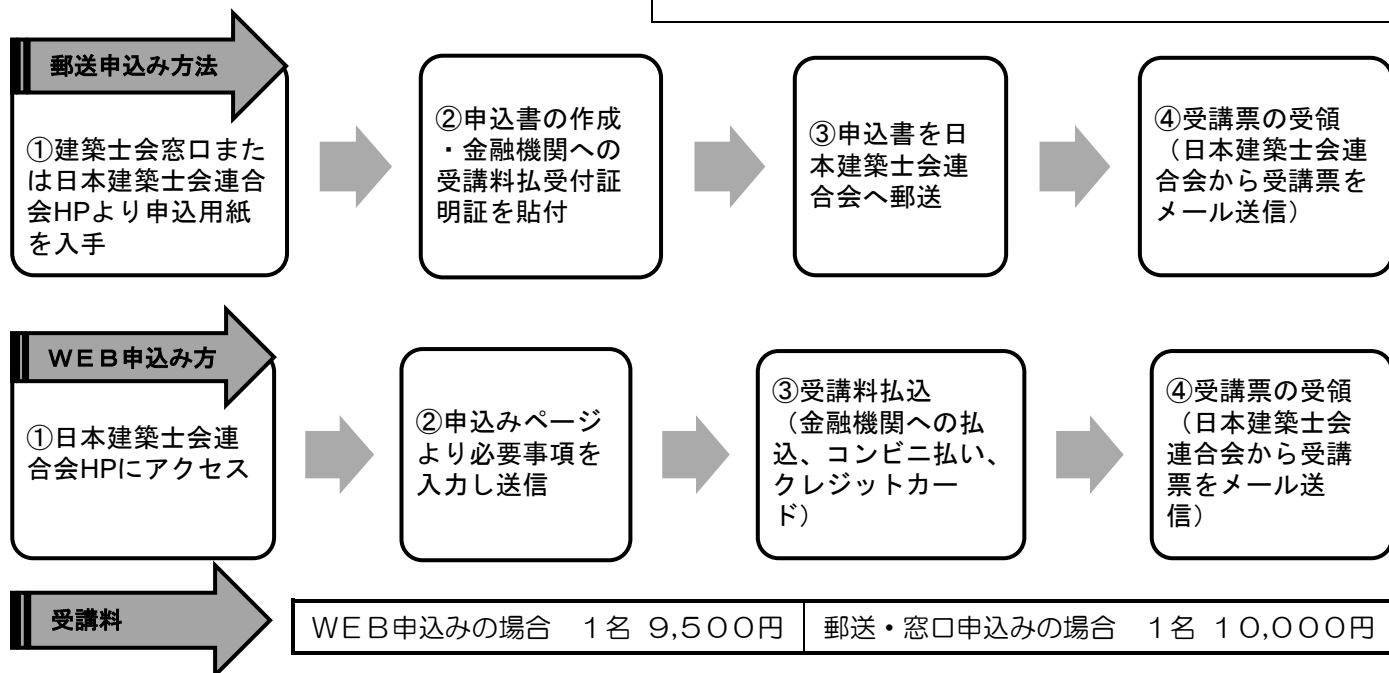 郵送申込み方法
①建築士会窓口また
は日本建築士会連合
会HPより申込用紙
を入手
②申込書の作成
・金融機関への
受講料払受付証
明証を貼付
③申込書を日
本建築士会連
合会へ郵送
④受講票の受領
（日本建築士会連
合会から受講票を
メール送信）
ＷＥＢ申込み方
①日本建築士会連
合会HPにアクセス
②申込みページ
より必要事項を
入力し送信
③受講料払込
（金融機関への払
込、コンビニ払い、
クレジットカー
ド）
④受講票の受領
（日本建築士会
連合会から受講
票をメール送
信）
受講料
ＷＥＢ申込みの場合　１名 ９,５００円
郵送・窓口申込みの場合　１名 １０,０００円